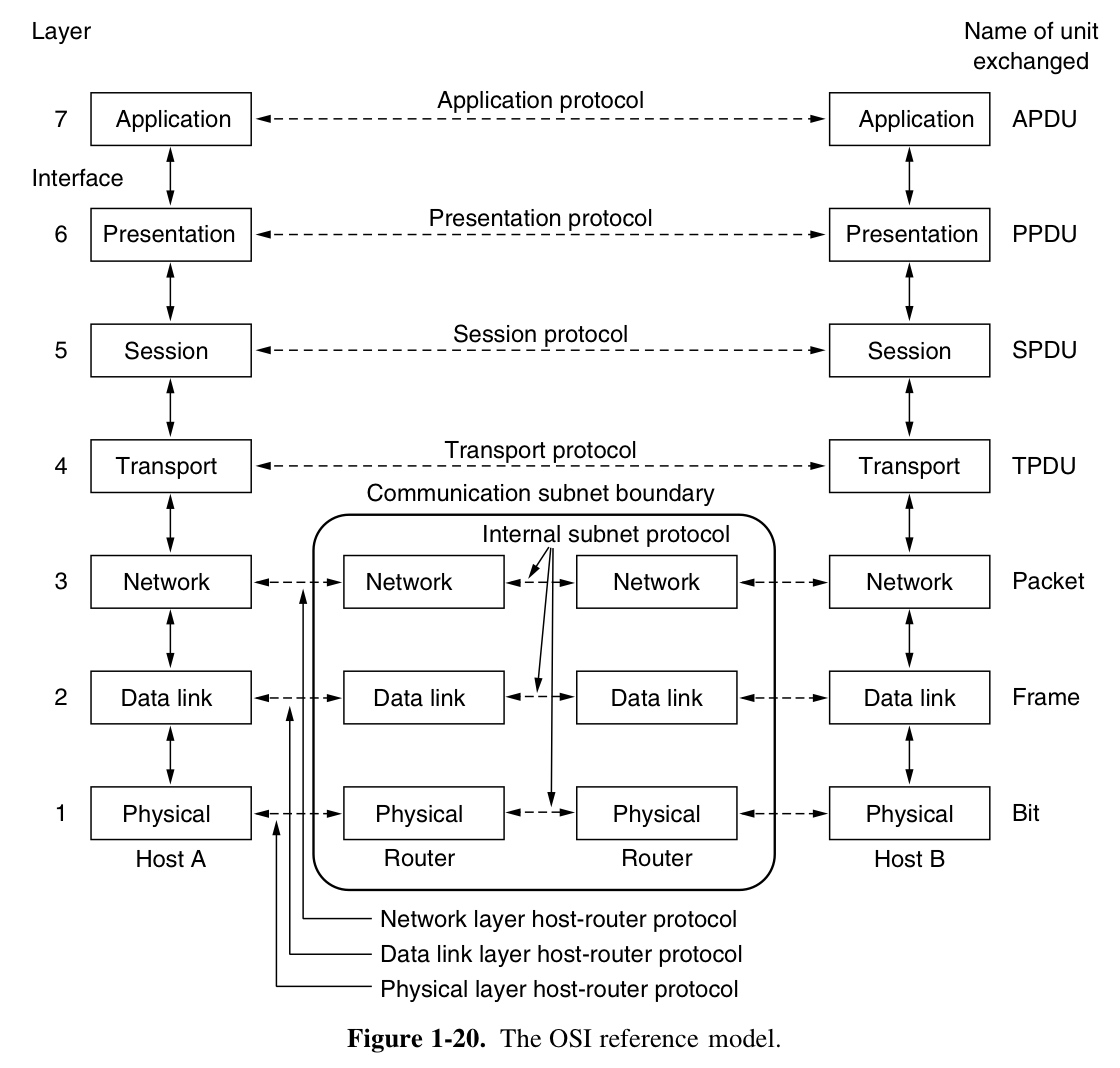 Layer
Name of unit
exchanged
7
Application
Application protocol
Application
APDU
Interface
6
Presentation
Presentation protocol
Presentation
PPDU
5
Session
Session protocol
Session
SPDU
4
Transport
Transport protocol
Transport
TPDU
Communication subnet boundary
Internal subnet protocol
3
Network
Network
Network
Network
Packet
2
Data link
Data link
Data link
Data link
Frame
1
Physical
Physical
Physical
Physical
Bit
Host A
Router
Router
Host B
Network layer host-router protocol
Data link layer host-router protocol
Physical layer host-router protocol
Figure 1-20. The OSI reference model.